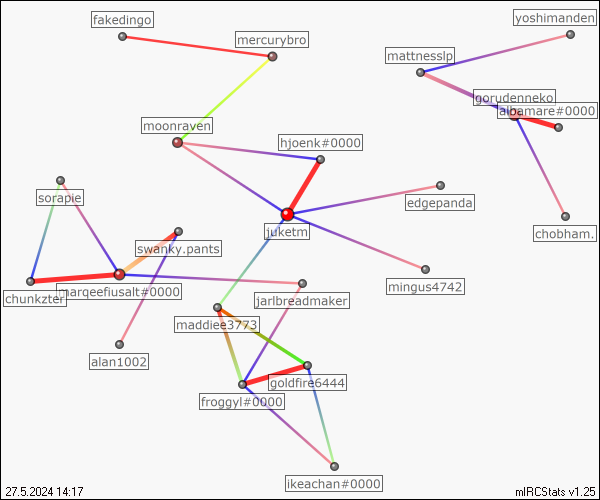 fakedingo
yoshimanden
mercurybro
mattnesslp
gorudenneko
albamare#0000
moonraven
hjoenk#0000
sorapie
edgepanda
juketm
chobham.
swanky.pants
marqeefiusalt#0000
chunkzter
mingus4742
jarlbreadmaker
maddiee3773
alan1002
goldfire6444
froggyl#0000
ikeachan#0000
27.5.2024 14:17
mIRCStats v1.25